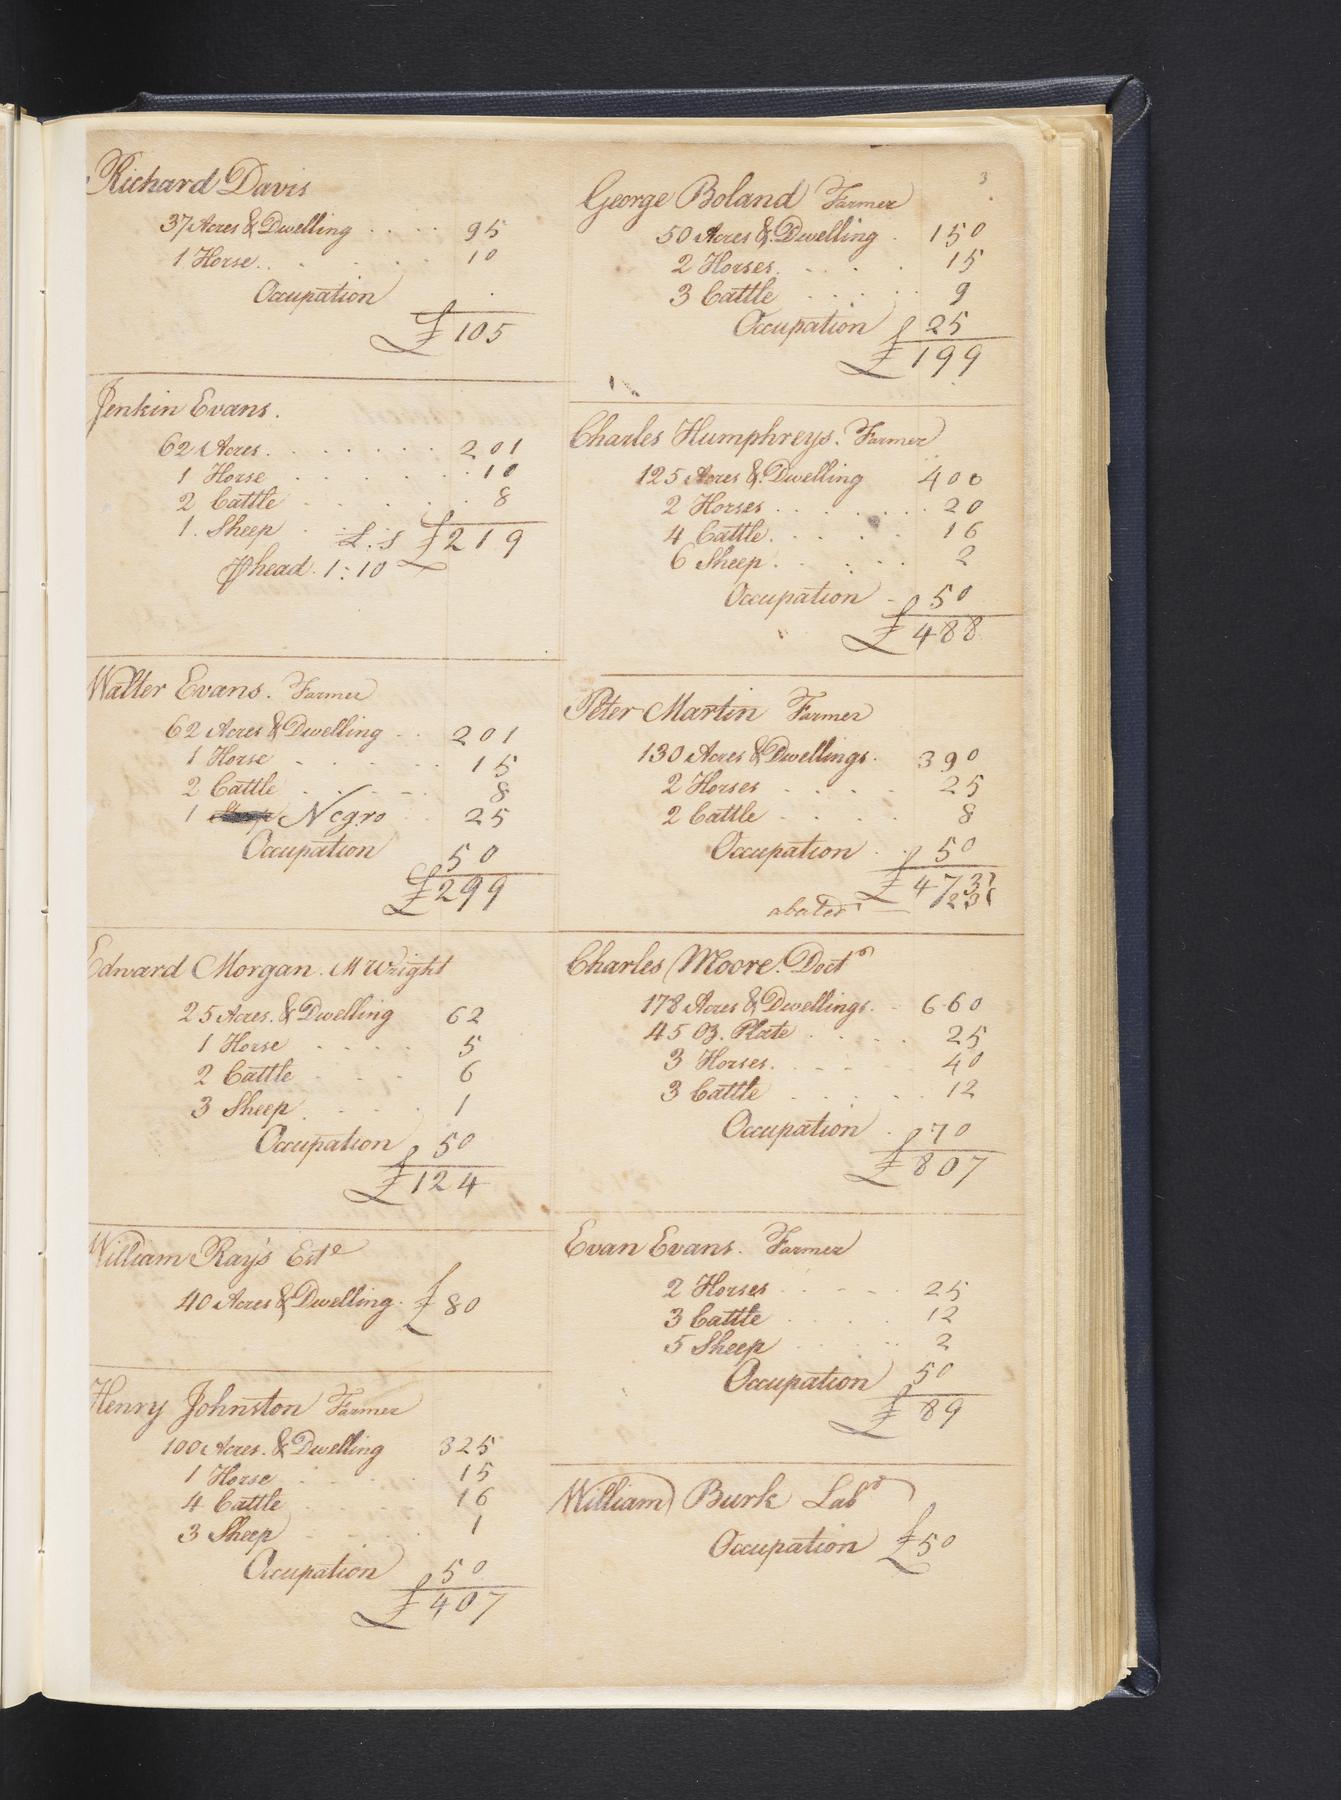 Richard Davis
37 Acres & Dwelling .... 95
1 Horse .... 10
Occupation .
£ 105
Jenkin Evans.
62 Acres. .... 201
1 Horse .... 10
2 Cattle .... 8
1. Sheep £.s £219
⅌ head. 1:10
Walter Evans. Farmer
62 Acres & Dwelling .. 201
1 Horse .... 15
2 Cattle .... 8
1 Negro .. 25
Occupation 50
£299
Edward Morgan. M Wright
25 Acres. & Dwelling 62
1 Horse .... 5
2 Cattle .... 6
3 Sheep .... 1
Occupation 50
£124
William Ray's Este
40 Acres & Dwelling. £ 80
Henry Johnston Farmer
100 Acres. & Dwelling 325
1 Horse .... 15
4 Cattle .... 16
3 Sheep .... 1
Occupation 50
£407
3
George Boland Farmer
50 Acres & Dwelling . 150
2 Horses .... 15
3 Cattle .... 9
Occupation 25
£199
Charles Humphreys. Farmer
125 Acres & Dwelling 400
2 Horses .... 20
4 Cattle. .... 16
6 Sheep .... 2
Occupation - 50
£488
Peter Martin Farmer
130 Acres & Dwellings. 390
2 Horses .... 25
2 Cattle .... 8
Occupation .. 50
£473
abated — 23
Charles Moore. Doctr
178 Acres & Dwellings. .. 660
45 Oz. Plate .... 25
3 Horses. .... 40
3 Cattle .... 12
Occupation . 70
£807
Evan Evans. Farmer
2 Horses .... 25
3 Cattle .... 12
5 Sheep .... 2
Occupation 50
£ 89
William Burk Labr
Occupation £50